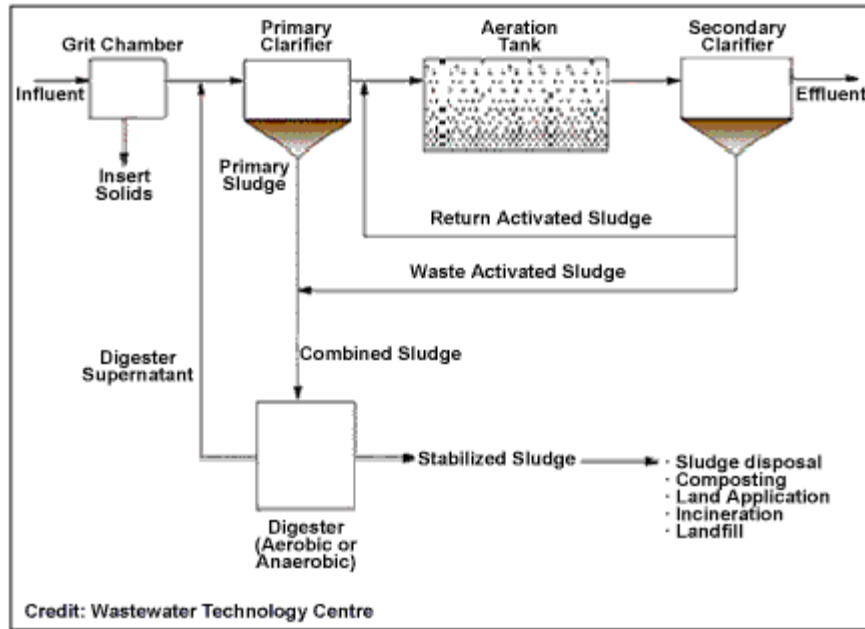 Grit Chamber
Primary
Clarifier
Aeration
Tank
Secondary
Clarifier
Influent
Effluent
Insert
Solids
Primary
Sludge
Return Activated Sludge
Waste Activated Sludge
Digester
Supernatant
Combined Sludge
Stabilized Sludge
· Sludge disposal
· Composting
· Land Application
· Incineration
· Landfill
Digester
(Aerobic or
Anaerobic)
Credit: Wastewater Technology Centre